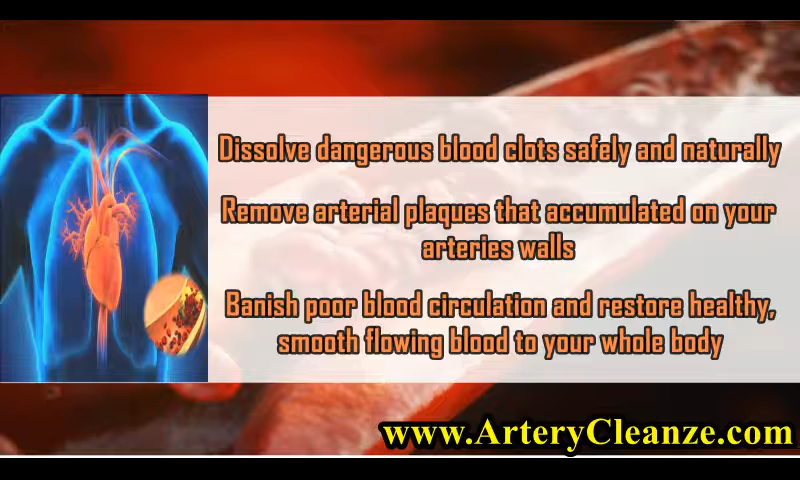 Dissolve dangerous blood clots safely and naturally
Remove arterial plaques that accumulated on your
arteries walls
Banish poor blood circulation and restore healthy,
smooth flowing blood to your whole body
www.ArteryCleanze.com